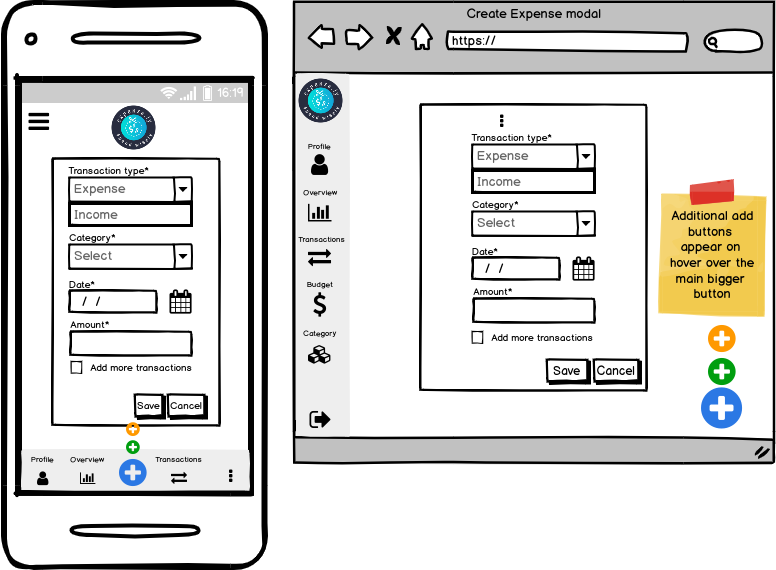 16:19
Transaction type*
Expense
Income
Category*
Select
Date*
/ /
Amount*
Add more transactions
Save Cancel
Profile Overview Transactions
Create Expense modal
https://
Profile
Overview
Transactions
Budget
Category
Transaction type*
Expense
Income
Category*
Select
Date*
/ /
Amount*
Add more transactions
Save Cancel
Additional add
buttons
appear on
hover over the
main bigger
button